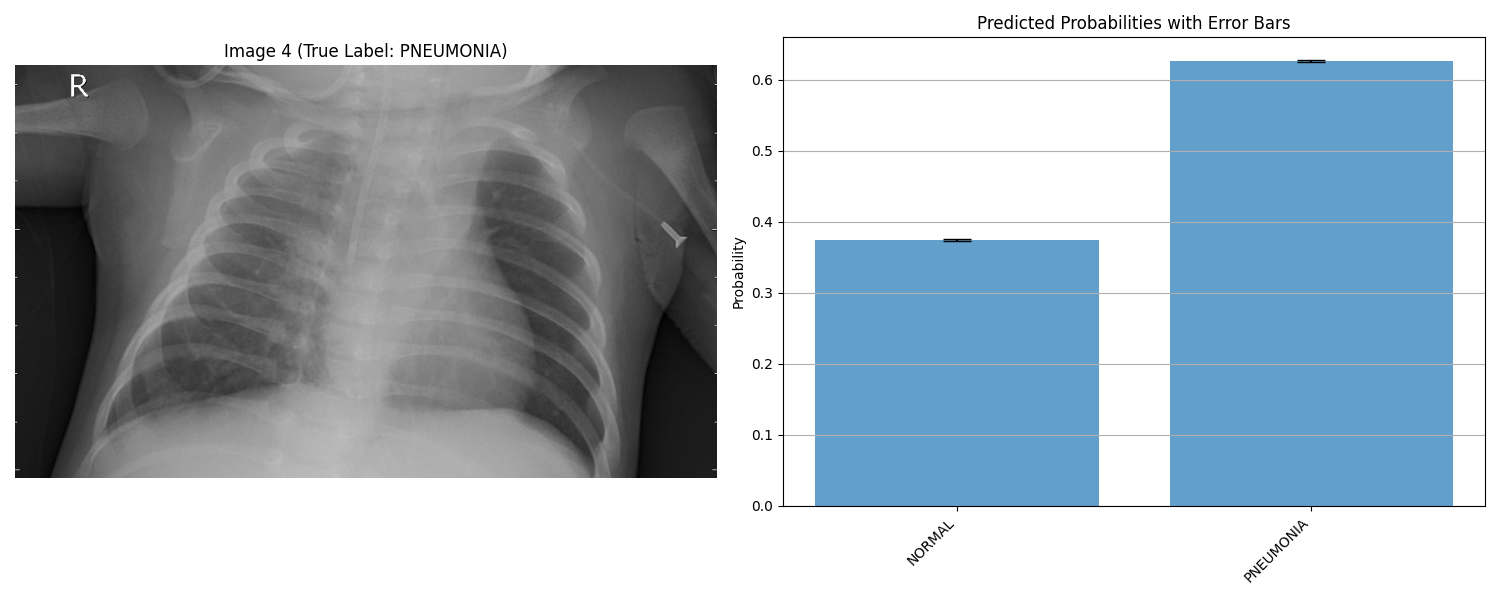 Image 4 (True Label: PNEUMONIA)
R
Predicted Probabilities with Error Bars
Probability
0.6
0.5
0.4
0.3
0.2
0.1
0.0
NORMAL
PNEUMONIA